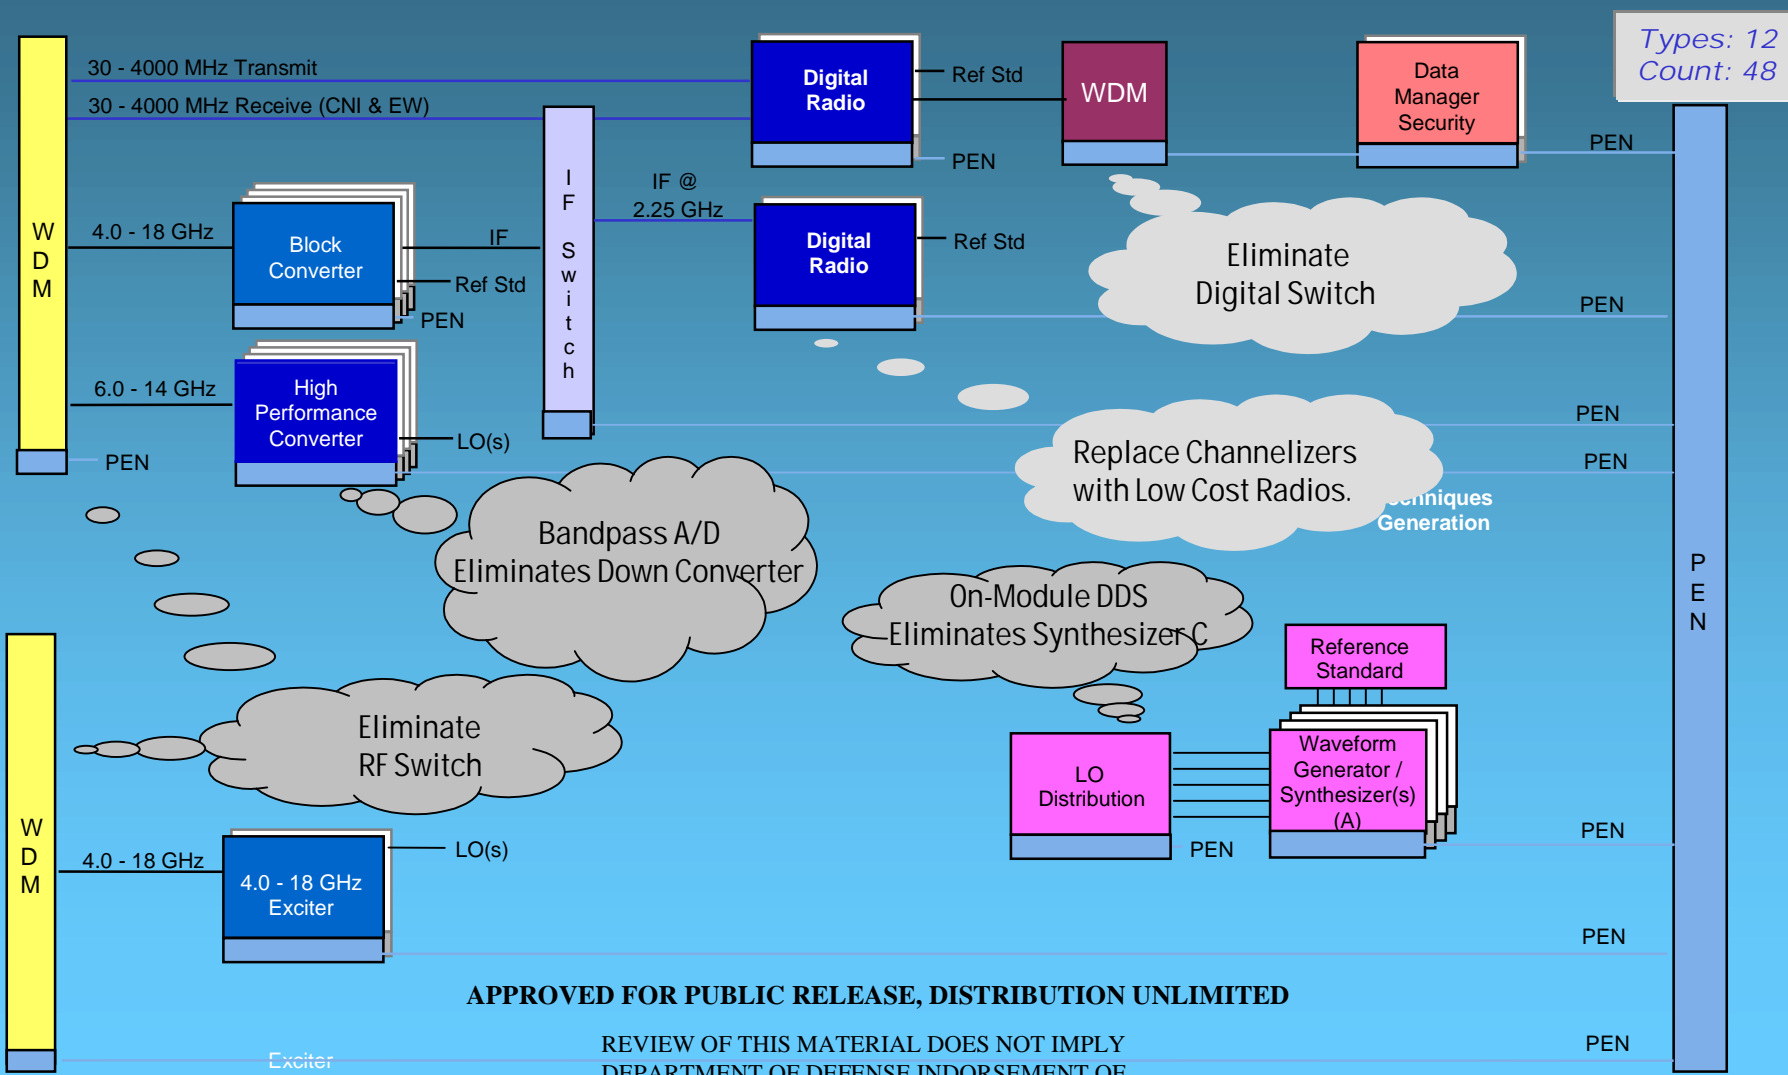 Types: 12
Count: 48
30 - 4000 MHz Transmit
30 - 4000 MHz Receive (CNI & EW)
Digital
Radio
Ref Std
PEN
WDM
Data
Manager
Security
PEN
W
D
M
4.0 - 18 GHz
Block
Converter
IF
Ref Std
PEN
I
F
S
w
i
t
c
h
IF @
2.25 GHz
Digital
Radio
Ref Std
Eliminate
Digital Switch
PEN
6.0 - 14 GHz
High
Performance
Converter
LO(s)
PEN
PEN
PEN
Replace Channelizers
with Low Cost Radios.
Generation
Bandpass A/D
Eliminates Down Converter
P
E
N
On-Module DDS
Eliminates Synthesizer C
Reference
Standard
Eliminate
RF Switch
LO
Distribution
PEN
Waveform
Generator /
Synthesizer(s)
(A)
PEN
W
D
M
4.0 - 18 GHz
4.0 - 18 GHz
Exciter
LO(s)
PEN
APPROVED FOR PUBLIC RELEASE, DISTRIBUTION UNLIMITED
Exciter
REVIEW OF THIS MATERIAL DOES NOT IMPLY
DEPARTMENT OF DEFENSE INDORSEMENT OF
PEN